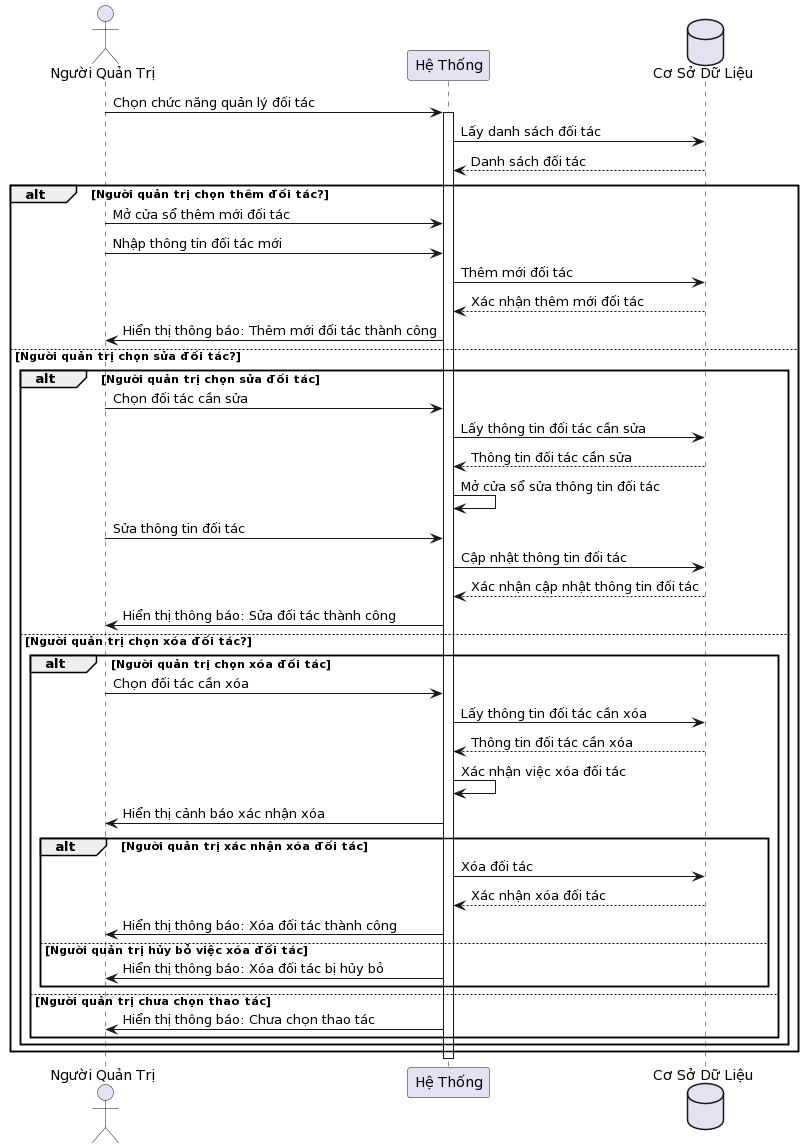 Người Quản Trị
Hệ Thống
Cơ Sở Dữ Liệu
Chọn chức năng quản lý đối tác
Lấy danh sách đối tác
Danh sách đối tác
alt [Người quản trị chọn thêm đối tác?]
Mở cửa sổ thêm mới đối tác
Nhập thông tin đối tác mới
Thêm mới đối tác
Xác nhận thêm mới đối tác
Hiển thị thông báo: Thêm mới đối tác thành công
[Người quản trị chọn sửa đối tác?]
alt [Người quản trị chọn sửa đối tác]
Chọn đối tác cần sửa
Lấy thông tin đối tác cần sửa
Thông tin đối tác cần sửa
Mở cửa sổ sửa thông tin đối tác
Sửa thông tin đối tác
Cập nhật thông tin đối tác
Xác nhận cập nhật thông tin đối tác
Hiển thị thông báo: Sửa đối tác thành công
[Người quản trị chọn xóa đối tác?]
alt [Người quản trị chọn xóa đối tác]
Chọn đối tác cần xóa
Lấy thông tin đối tác cần xóa
Thông tin đối tác cần xóa
Xác nhận việc xóa đối tác
Hiển thị cảnh báo xác nhận xóa
alt [Người quản trị xác nhận xóa đối tác]
Xóa đối tác
Xác nhận xóa đối tác
Hiển thị thông báo: Xóa đối tác thành công
[Người quản trị hủy bỏ việc xóa đối tác]
Hiển thị thông báo: Xóa đối tác bị hủy bỏ
[Người quản trị chưa chọn thao tác]
Hiển thị thông báo: Chưa chọn thao tác
Người Quản Trị
Hệ Thống
Cơ Sở Dữ Liệu